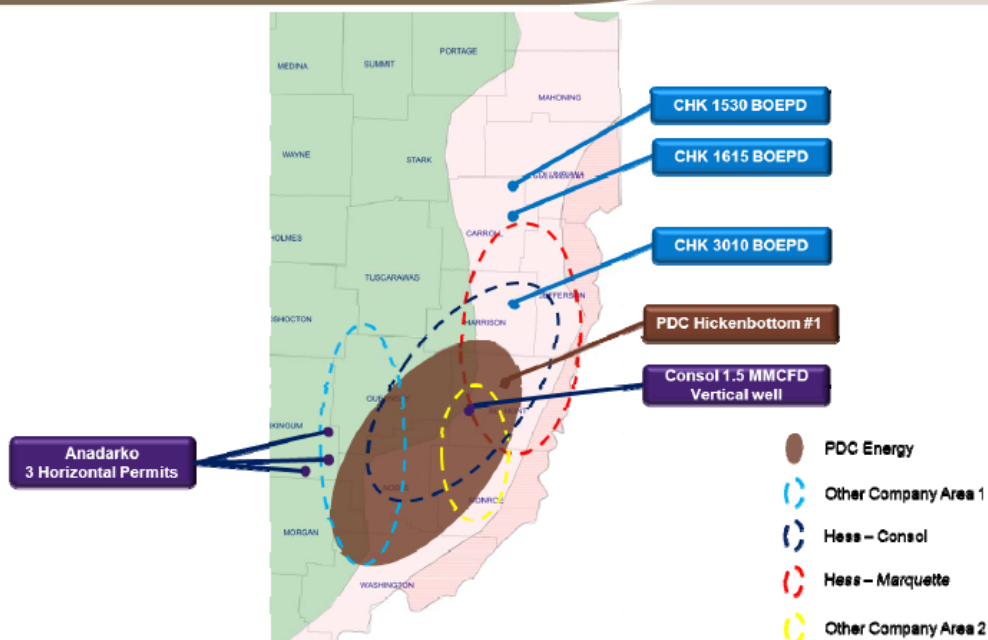 PORTAGE
MEDINA
SUMMIT
MAHONING
CHK 1530 BOEPD
WAYNE
STARK
CHK 1615 BOEPD
COLUMBIANA
CARROLL
HOLMES
CHK 3010 BOEPD
TUSCARAWAS
JEFFERSON
OSHOCTON
HARRISON
PDC Hickenbottom #1
Consol 1.5 MMCFD
Vertical well
KINGUM
Anadarko
3 Horizontal Permits
PDC Energy
NOBLE
MONROE
Other Company Area 1
MORGAN
Hess – Consol
WASHINGTON
Hess – Marquette
Other Company Area 2